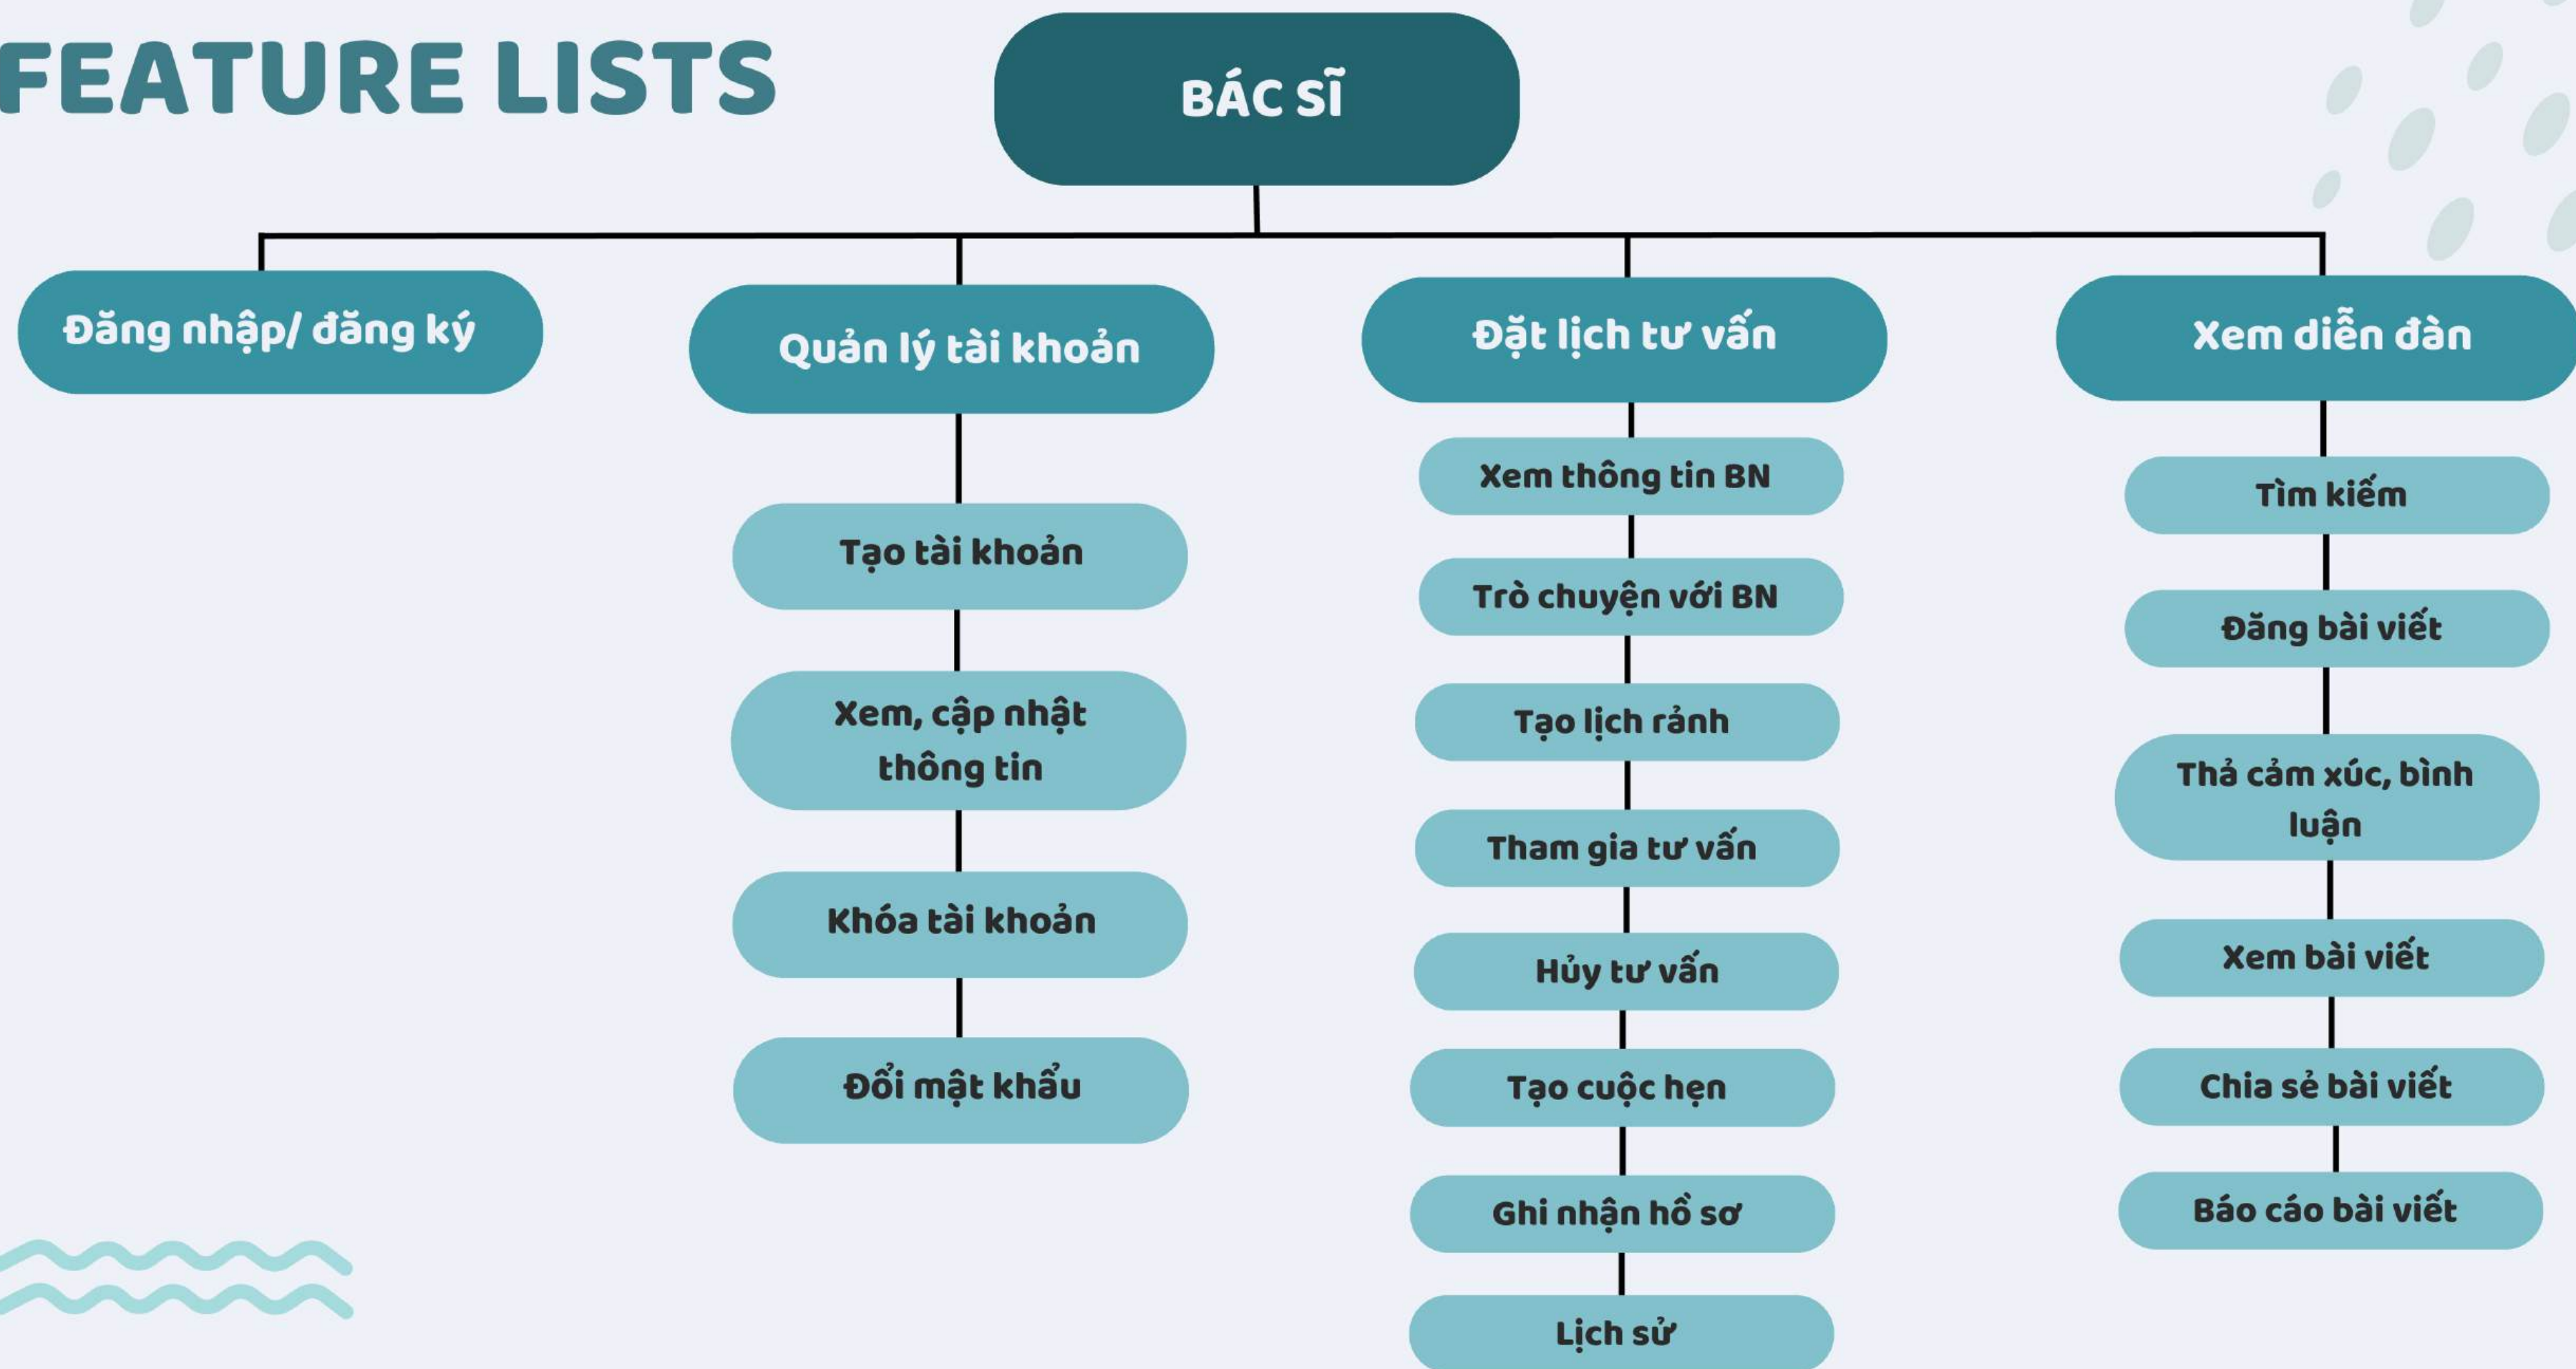 FEATURE LISTS
BÁC SĨ
Đăng nhập/ đăng ký
Quản lý tài khoản
Tạo tài khoản
Xem, cập nhật
thông tin
Khóa tài khoản
Đổi mật khẩu
Đặt lịch tư vấn
Xem thông tin BN
Trò chuyện với BN
Tạo lịch rảnh
Tham gia tư vấn
Hủy tư vấn
Tạo cuộc hẹn
Ghi nhận hồ sơ
Lịch sử
Xem diễn đàn
Tìm kiếm
Đăng bài viết
Thả cảm xúc, bình
luận
Xem bài viết
Chia sẻ bài viết
Báo cáo bài viết